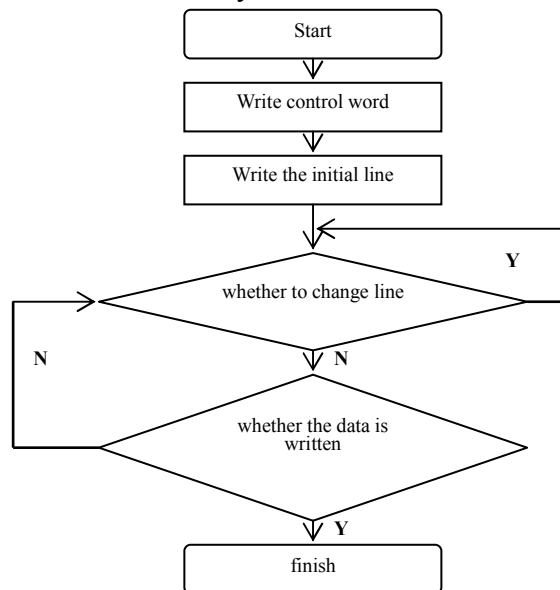 Start
Write control word
Write the initial line
Y
whether to change line
N
N
whether the data is
written
Y
finish